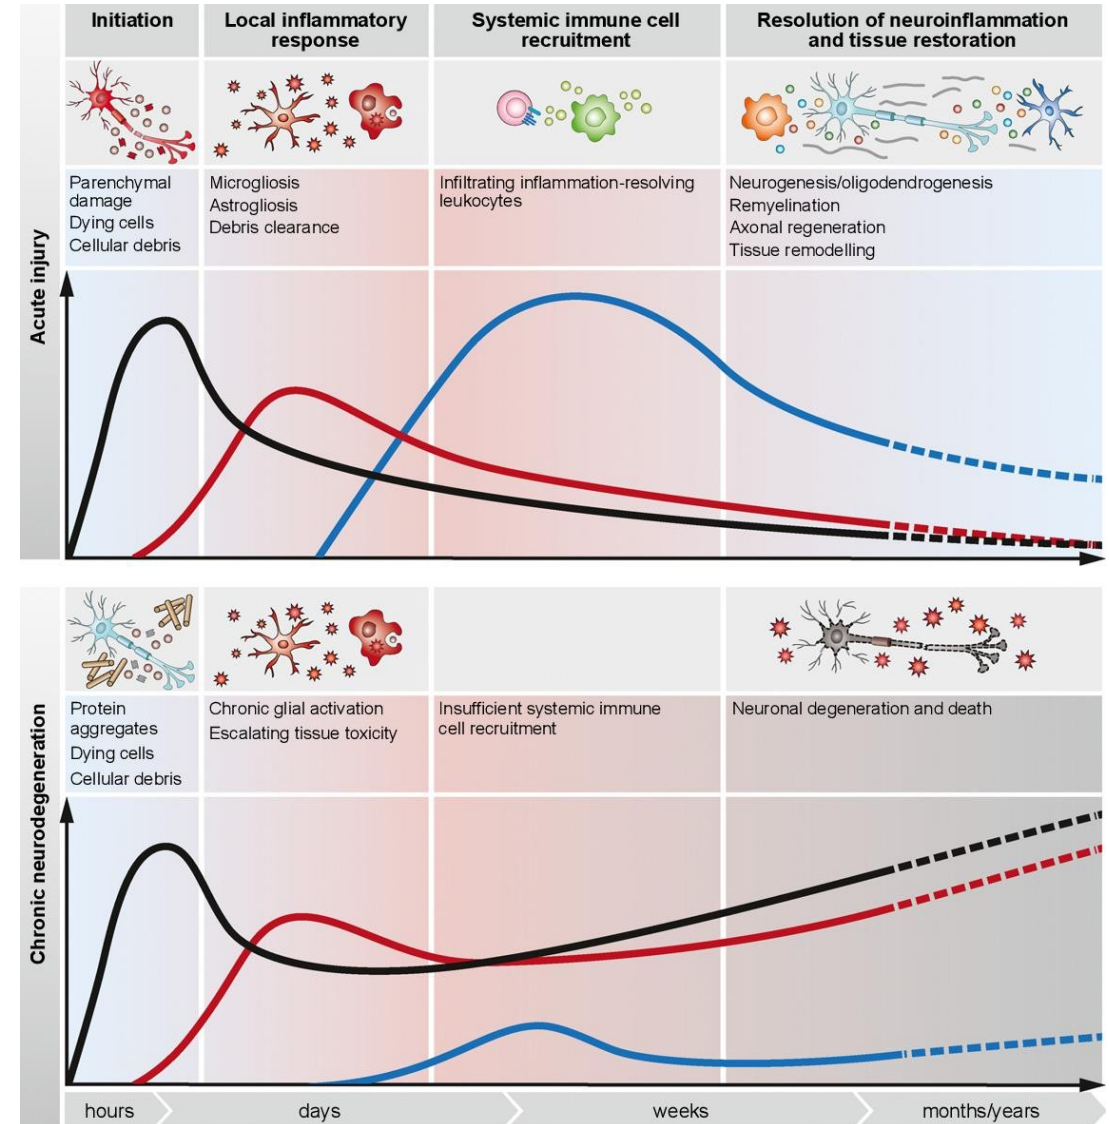 Initiation
Local inflammatory
response
Systemic immune cell
recruitment
Resolution of neuroinflammation
and tissue restoration
Acute injury
Parenchymal
damage
Dying cells
Cellular debris
Microgliosis
Astrogliosis
Debris clearance
Infiltrating inflammation-resolving
leukocytes
Neurogenesis/oligodendrogenesis
Remyelination
Axonal regeneration
Tissue remodelling
Chronic neurodegeneration
Protein
aggregates
Dying cells
Cellular debris
Chronic glial activation
Escalating tissue toxicity
Insufficient systemic immune
cell recruitment
Neuronal degeneration and death
hours
days
weeks
months/years